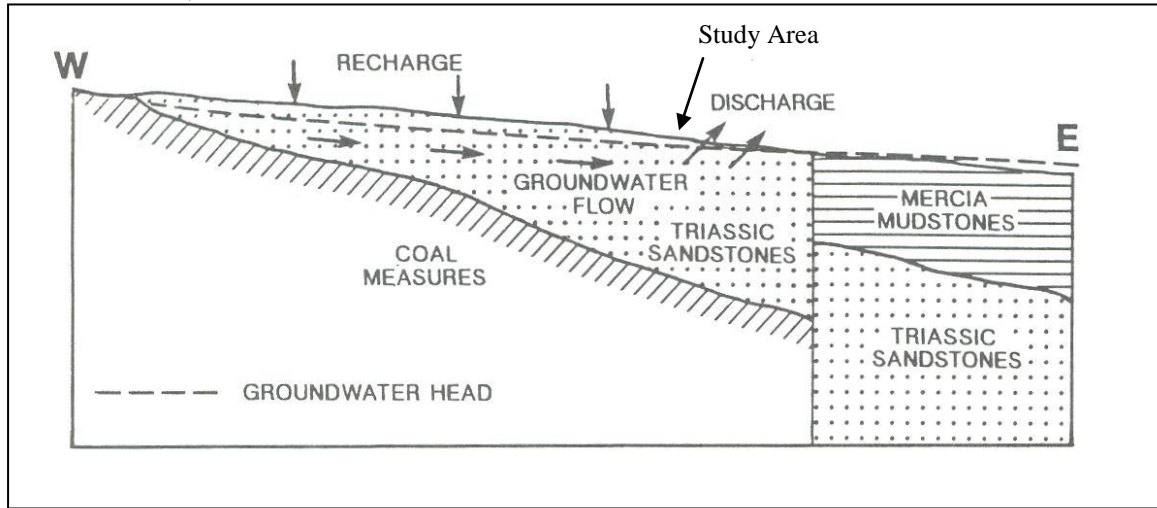 Study Area
W
RECHARGE
DISCHARGE
E
GROUNDWATER
FLOW
MERCIA
MUDSTONES
TRIASSIC
SANDSTONES
COAL
MEASURES
TRIASSIC
SANDSTONES
GROUNDWATER HEAD